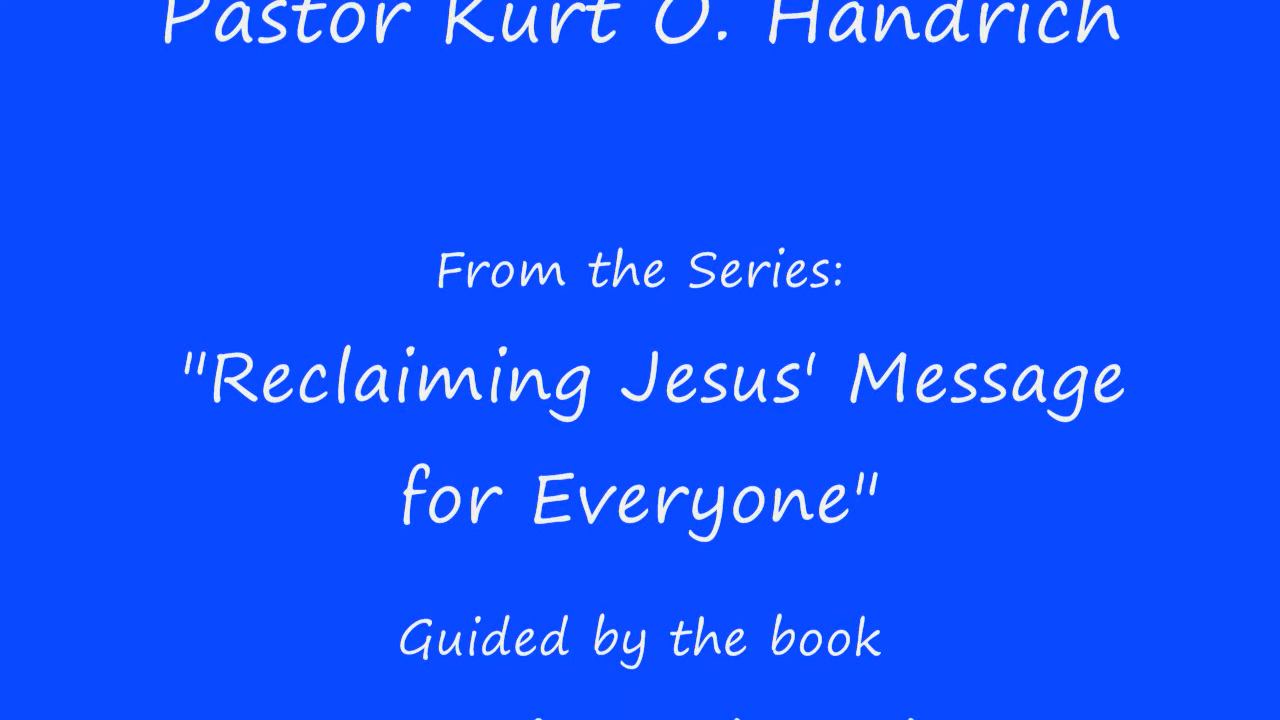 Pastor Kurt O. Handrich
From the Series:
"Reclaiming Jesus' Message
for Everyone"
Guided by the book